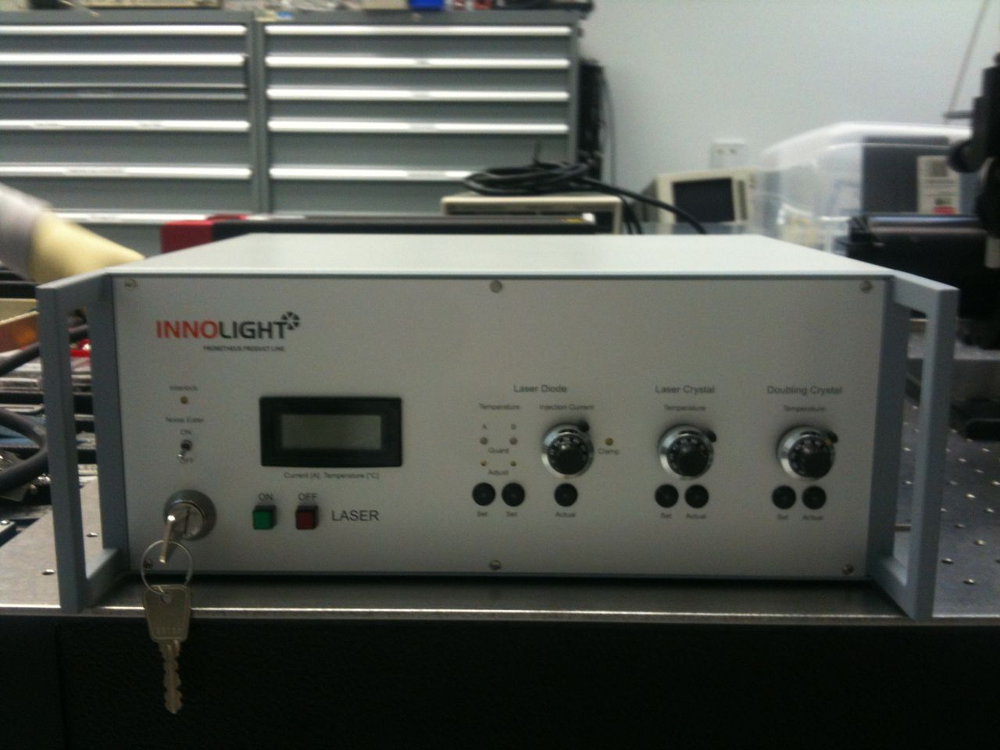 INNOLIGHT
PROMETHEUS PRODUCT LINE
Interlock
Noise Eater
ON
OFF
Current [A], Temperature [°C]
ON OFF
LASER
Laser Diode
Temperature Injection Current
A B
Guard
Clamp
Adjust
Set Set Actual
Laser Crystal
Temperature
Set Actual
Doubling Crystal
Temperature
Set Actual